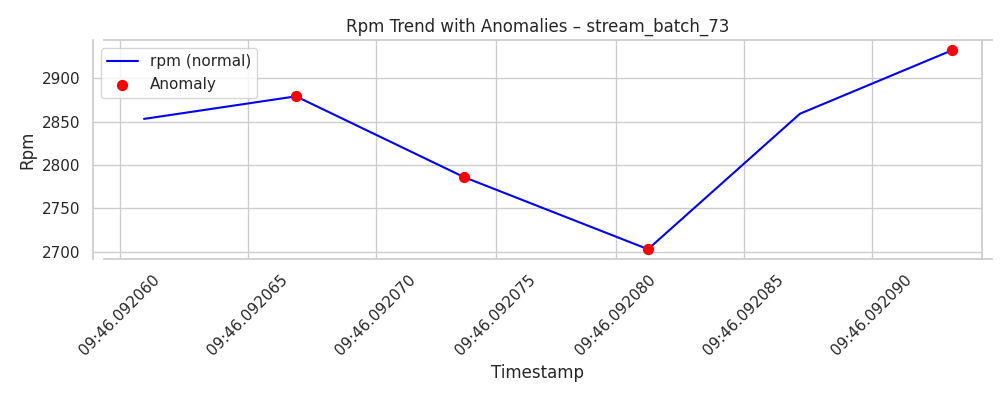 Rpm Trend with Anomalies – stream_batch_73
rpm (normal)
Anomaly
Rpm
2900
2850
2800
2750
2700
09:46.092060
09:46.092065
09:46.092070
09:46.092075
09:46.092080
09:46.092085
09:46.092090
Timestamp